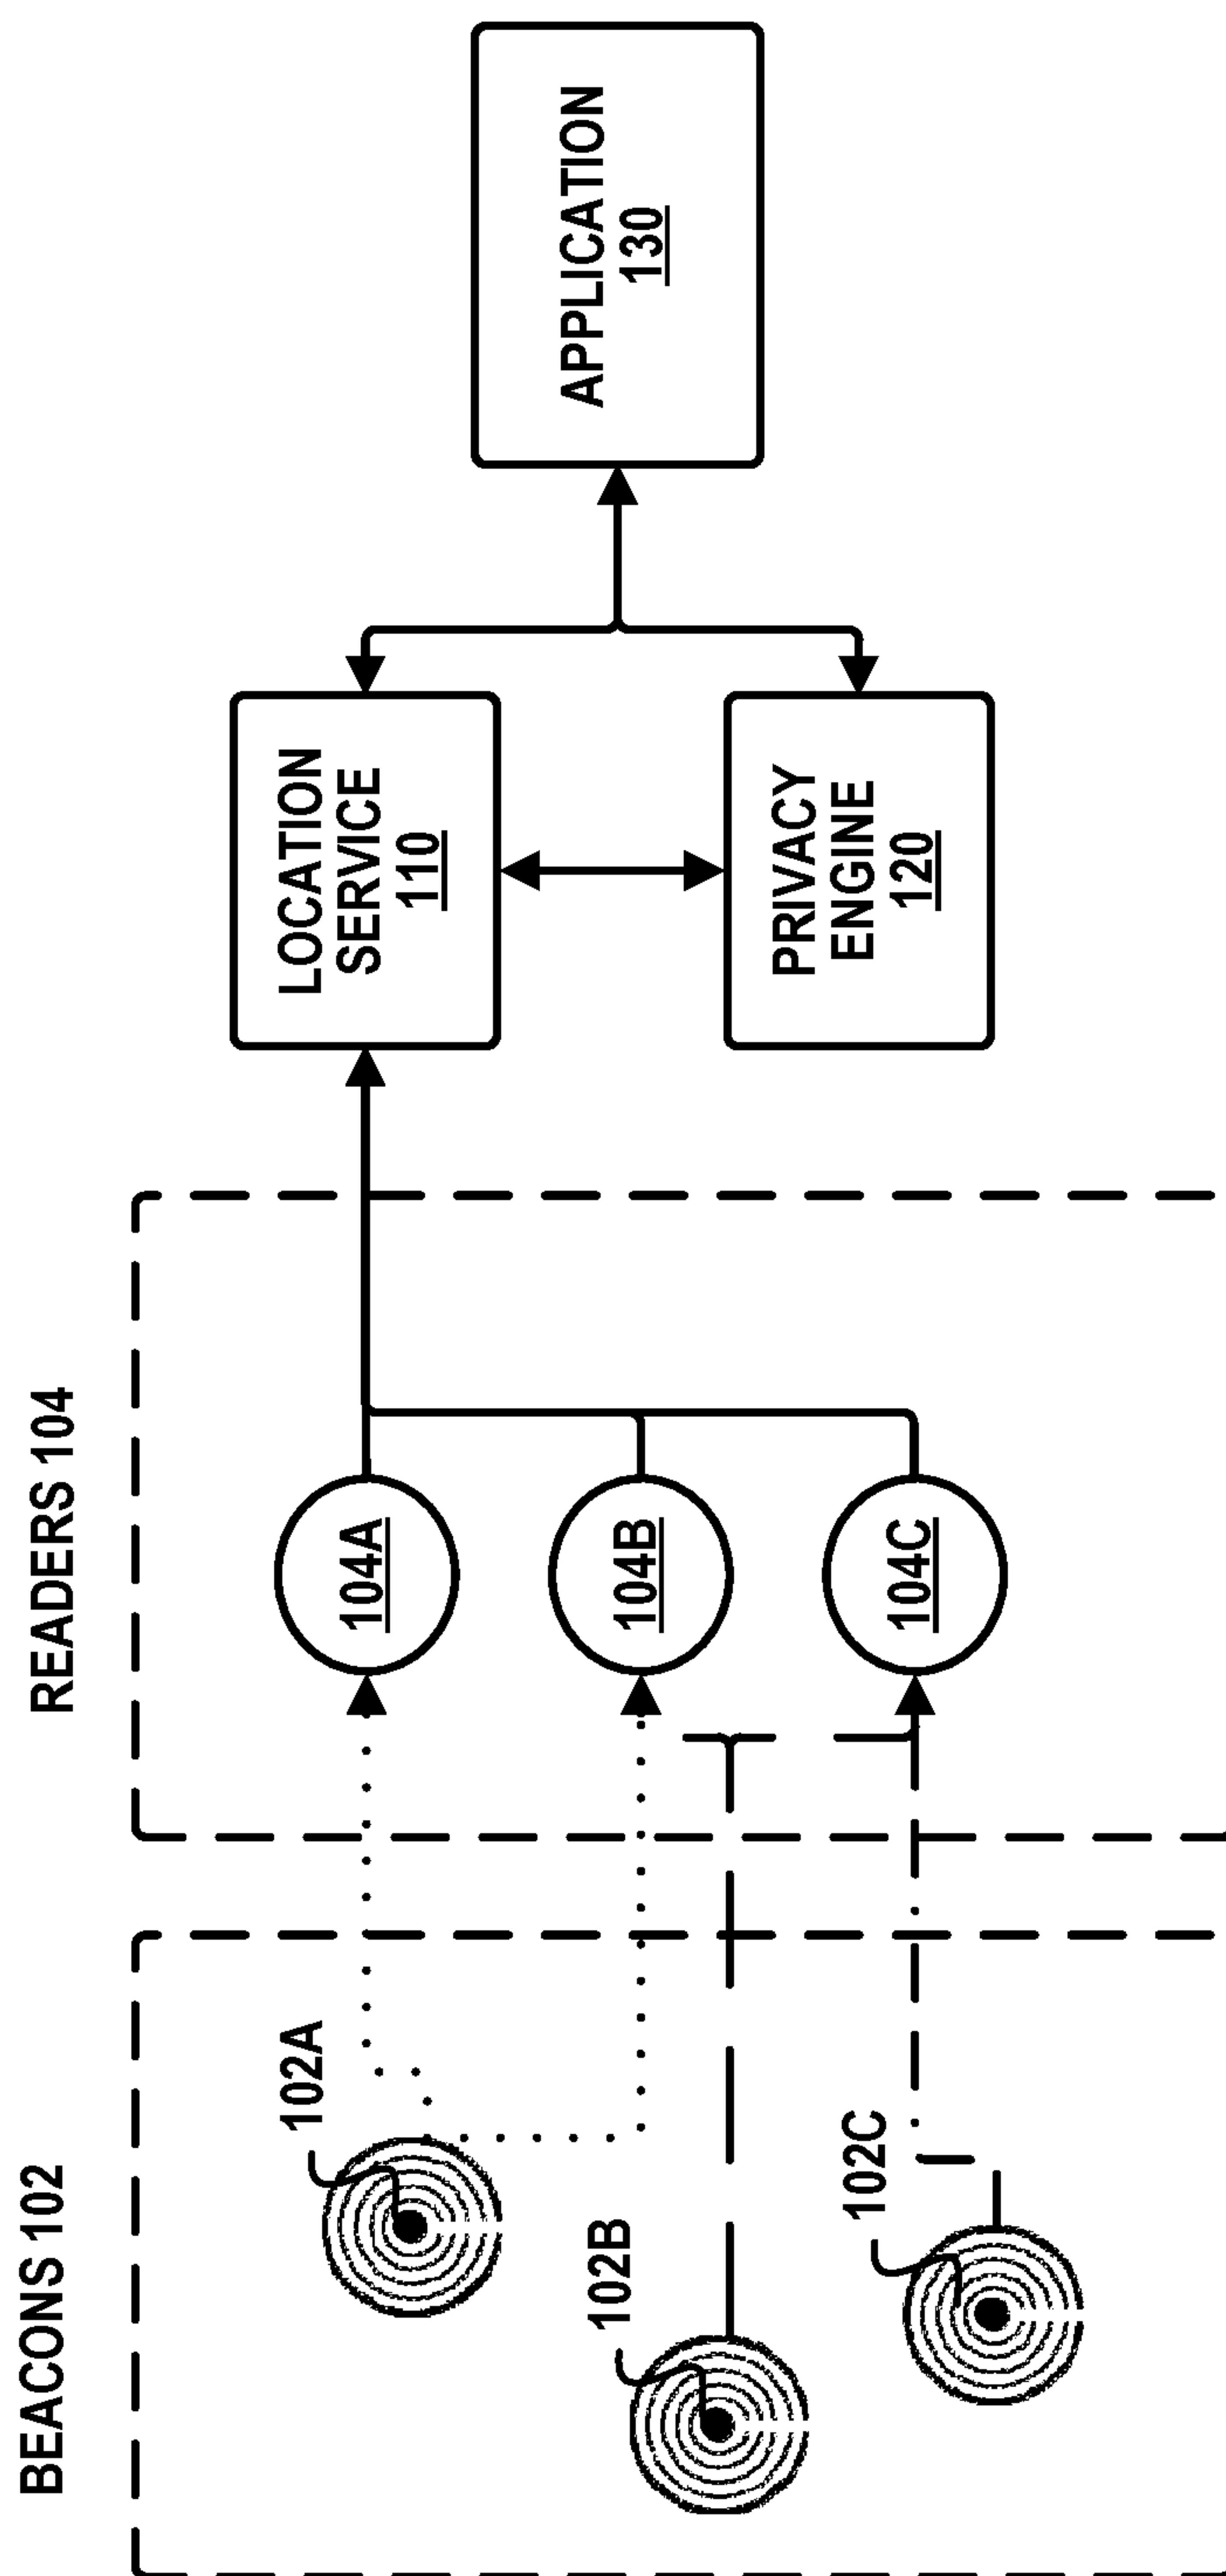 BEACONS 102
READERS 104
102A
102B
102C
104A
104B
104C
LOCATION
SERVICE
110
PRIVACY
ENGINE
120
APPLICATION
130